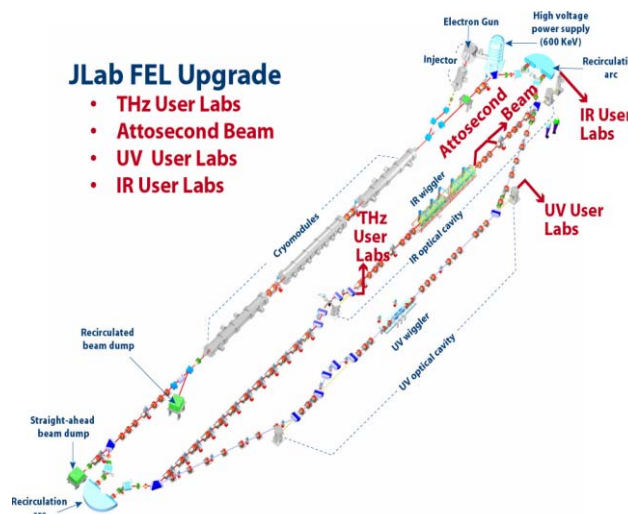 JLab FEL Upgrade
• THz User Labs
• Attosecond Beam
• UV User Labs
• IR User Labs
Electron Gun
High voltage
power supply
(600 KeV)
Injector
Recirculati
arc
Attosecond
Beam
IR User
Labs
UV User
Labs
IR wiggler
Cryomodules
THz
User
Labs
IR optical cavity
UV wiggler
UV optical cavity
Recirculated
beam dump
Straight-ahead
beam dump
Recirculation